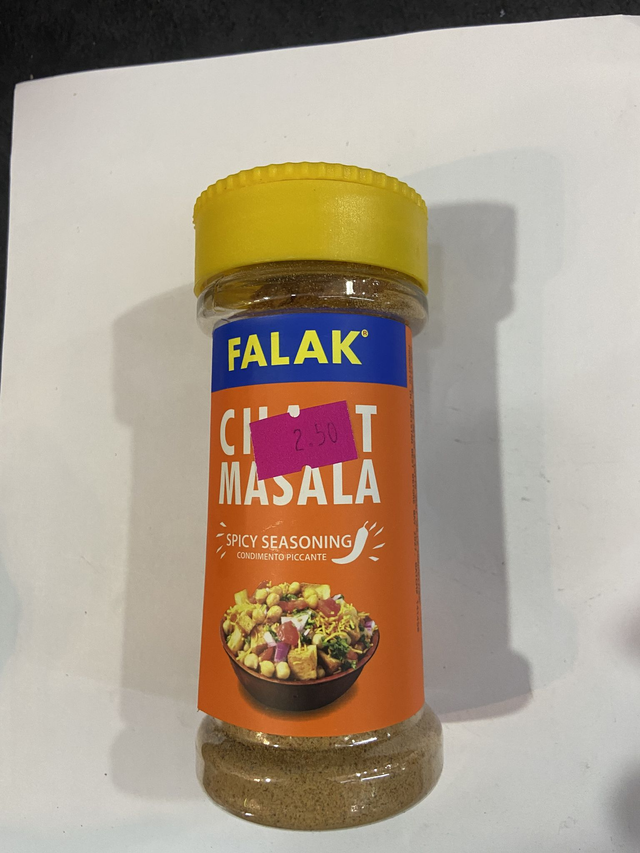 FALAK®
2.50
MASALA
SPICY SEASONING
CONDIMENTO PICCANTE